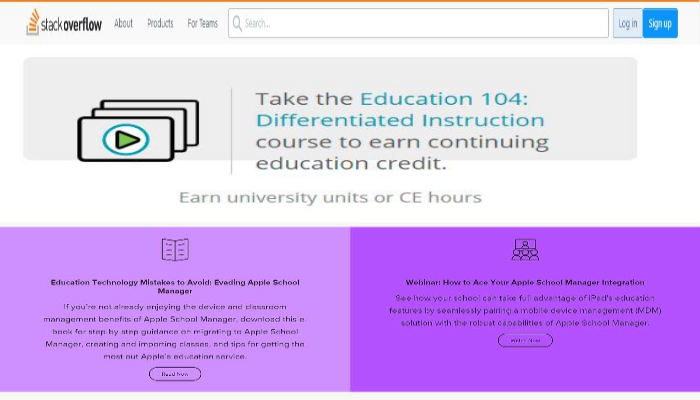 stackoverflow
About
Products
For Teams
Search...
Log in
Sign up
Take the Education 104:
Differentiated Instruction
course to earn continuing
education credit.
Earn university units or CE hours
Education Technology Mistakes to Avoid: Evading Apple School
Manager
If you're not already enjoying the device and classroom
management benefits of Apple School Manager, download this e-
book for step-by-step guidance on migrating to Apple School
Manager, creating and importing classes, and tips for getting the
most out Apple's education service.
Read Now
Webinar: How to Ace Your Apple School Manager Integration
See how your school can take full advantage of iPad's education
features by seamlessly pairing a mobile device management (MDM)
solution with the robust capabilities of Apple School Manager.
Watch Now